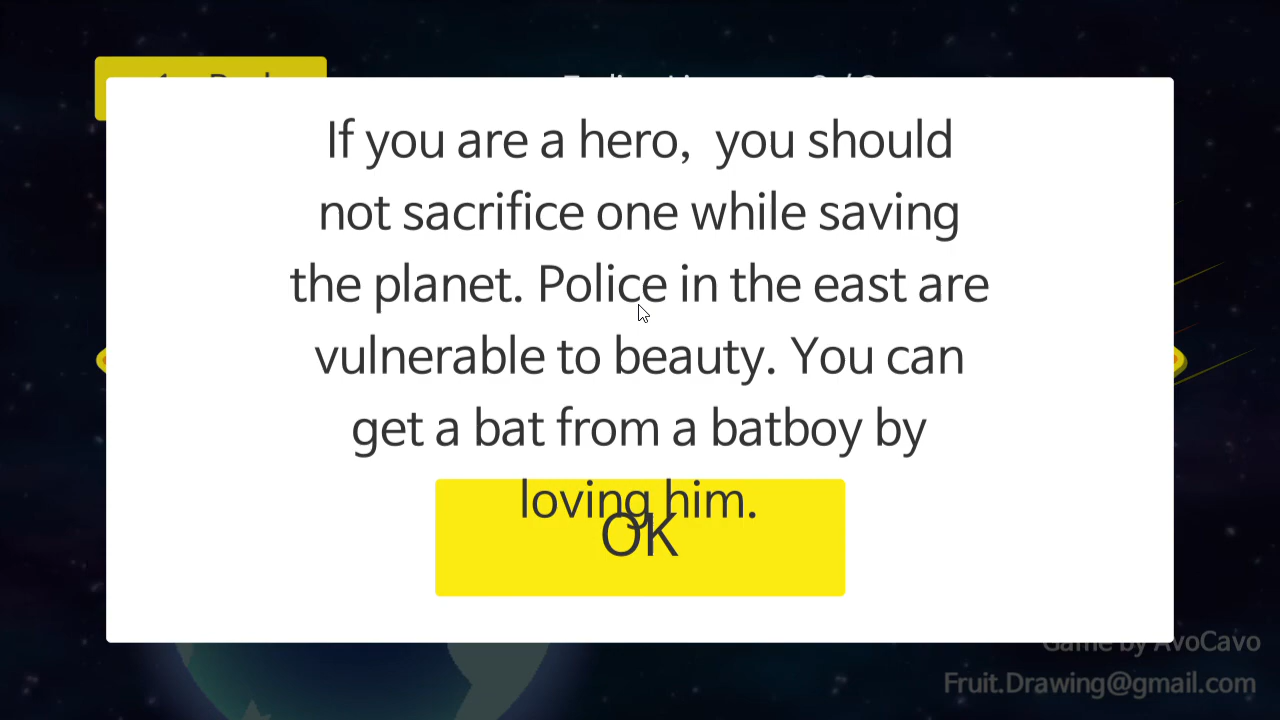 If you are a hero,  you should
not sacrifice one while saving
the planet. Police in the east are
vulnerable to beauty. You can
get a bat from a batboy by
loving him.
OK
Game by AvoCavo
Fruit.Drawing@gmail.com